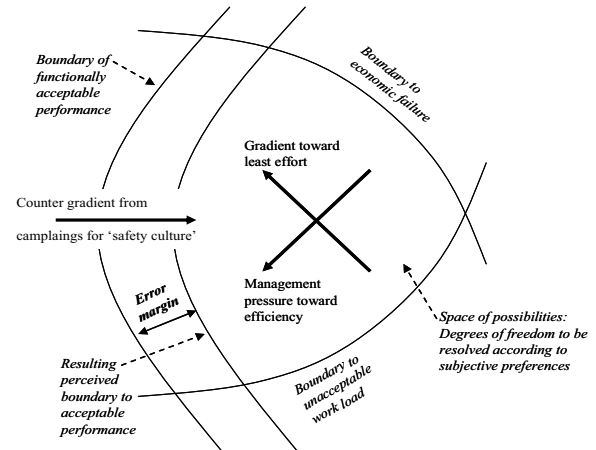 Boundary of
functionally
acceptable
performance
Boundary to
economic failure
Gradient toward
least effort
Counter gradient from
camplaings for ‘safety culture’
Management
pressure toward
efficiency
Error
margin
Space of possibilities:
Degrees of freedom to be
resolved according to
subjective preferences
Resulting
perceived
boundary to
acceptable
performance
Boundary to
unacceptable
work load